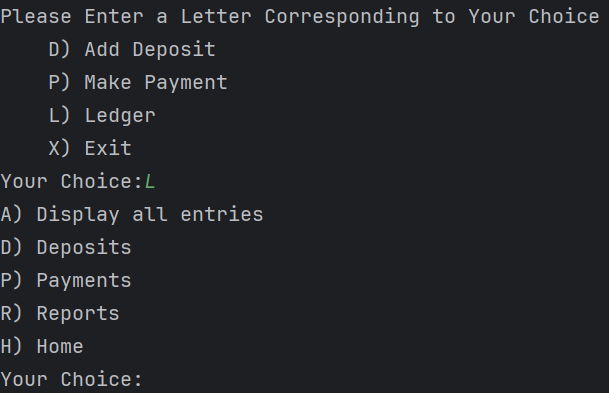 Please Enter a Letter Corresponding to Your Choice
    D) Add Deposit
    P) Make Payment
    L) Ledger
    X) Exit
Your Choice:L
A) Display all entries
D) Deposits
P) Payments
R) Reports
H) Home
Your Choice: